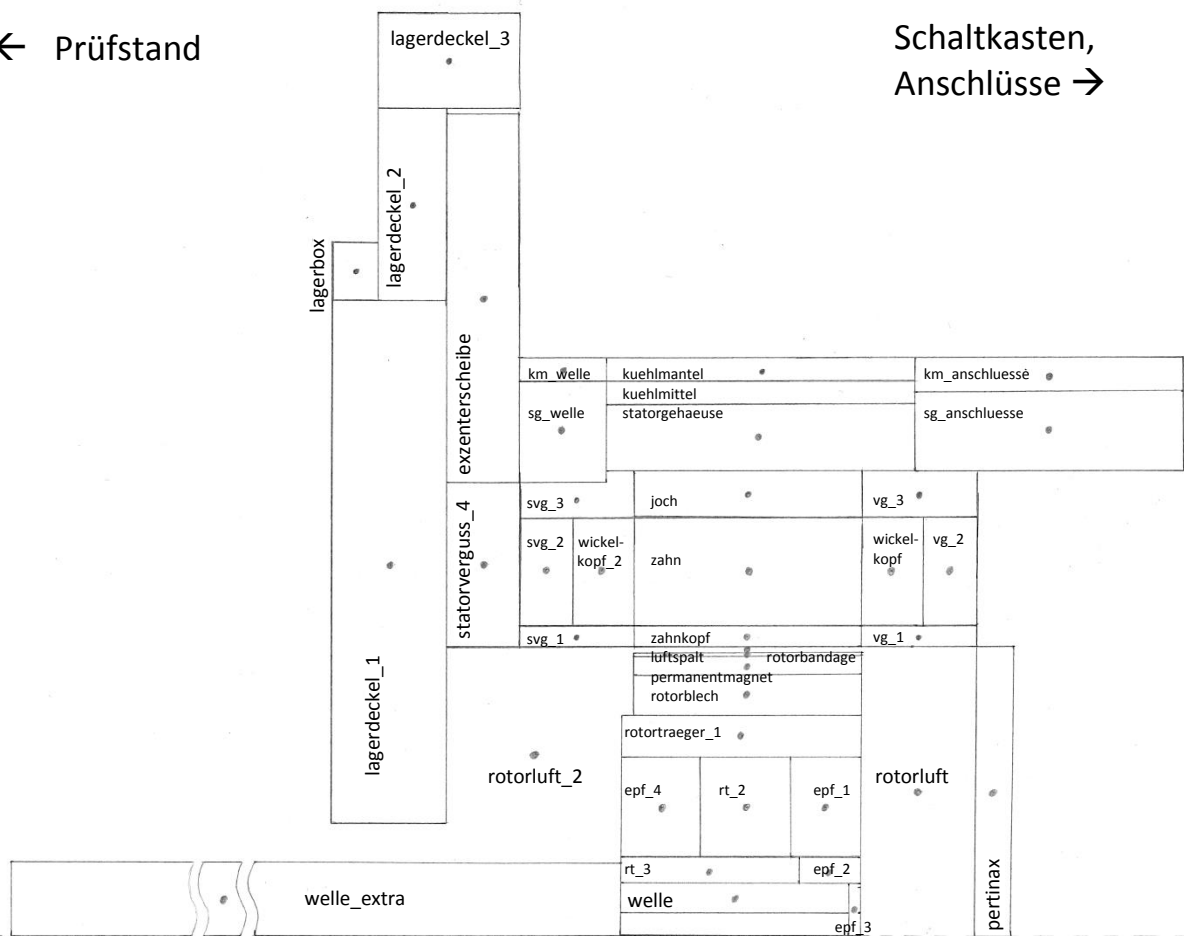 ← Prüfstand
Schaltkasten,
Anschlüsse →
lagerdeckel_3
lagerdeckel_2
lagerbox
exzenterscheibe
km_welle
kuehlmantel
km_anschluesse
kuehlmittel
sg_welle
statorgehaeuse
sg_anschluesse
statorverguss_4
svg_3
joch
vg_3
svg_2
wickel-
kopf_2
zahn
wickel-
kopf
vg_2
svg_1
zahnkopf
vg_1
luftspalt
rotorbandage
permanentmagnet
rotorblech
lagerdeckel_1
rotortraeger_1
rotorluft_2
rotorluft
epf_4
rt_2
epf_1
rt_3
epf_2
welle_extra
welle
epf_3
pertinax